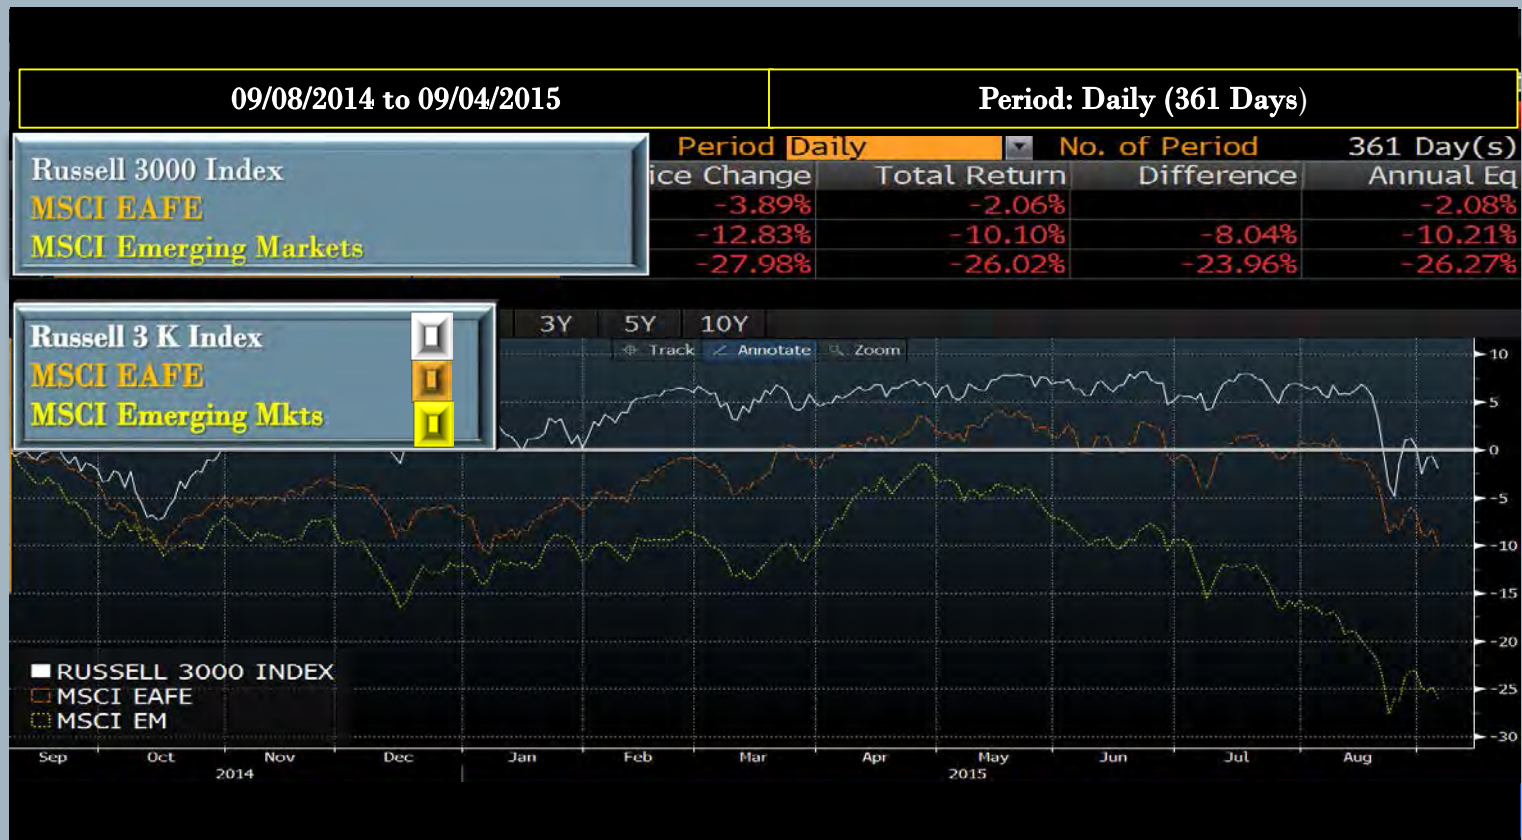 09/08/2014 to 09/04/2015 Period: Daily (361 Days)
Period Daily No. of Period 361 Day(s)
Russell 3000 Index
MSCI EAFE
MSCI Emerging Markets
ice Change Total Return Difference Annual Eq
-3.89% -2.06% -2.08%
-12.83% -10.10% -8.04% -10.21%
-27.98% -26.02% -23.96% -26.27%
Russell 3 K Index
MSCI EAFE
MSCI Emerging Mkts
3Y 5Y 10Y
Track Annotate Zoom
10
5
0
-5
-10
-15
-20
-25
-30
RUSSELL 3000 INDEX
MSCI EAFE
MSCI EM
Sep Oct Nov Dec Jan Feb Mar Apr May Jun Jul Aug
2014 2015